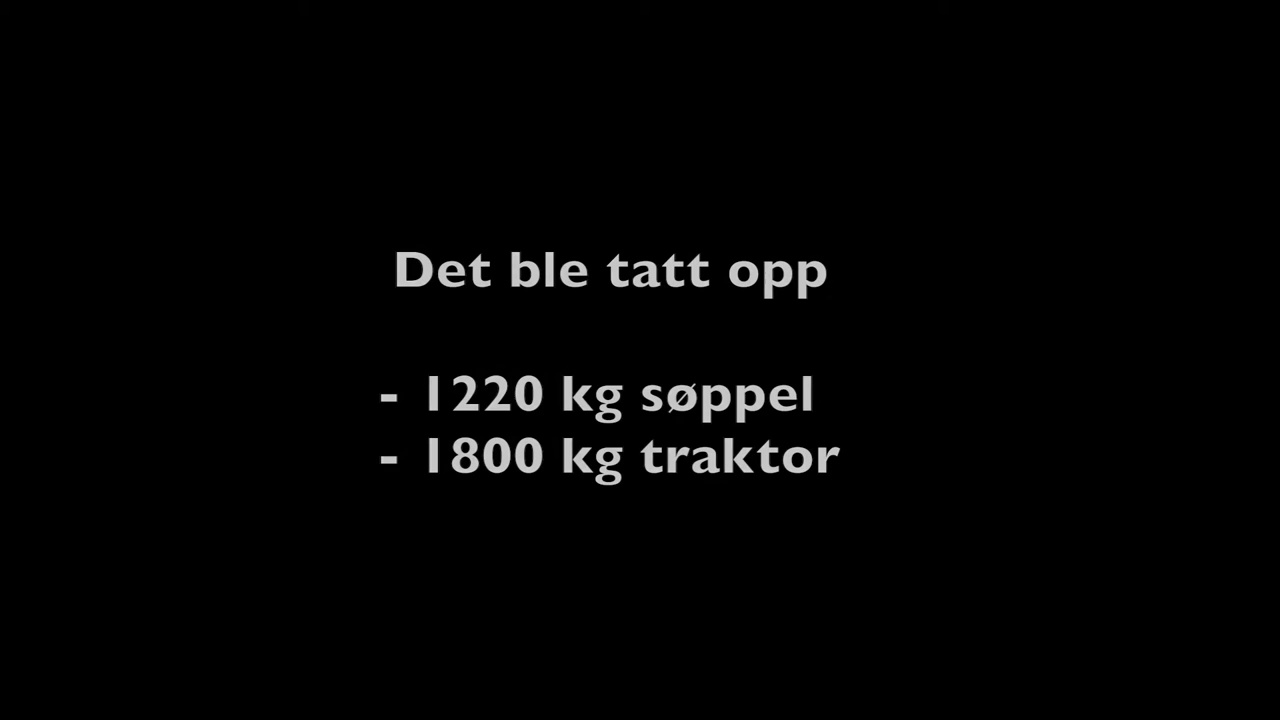 Det ble tatt opp
- 1220 kg søppel
- 1800 kg traktor